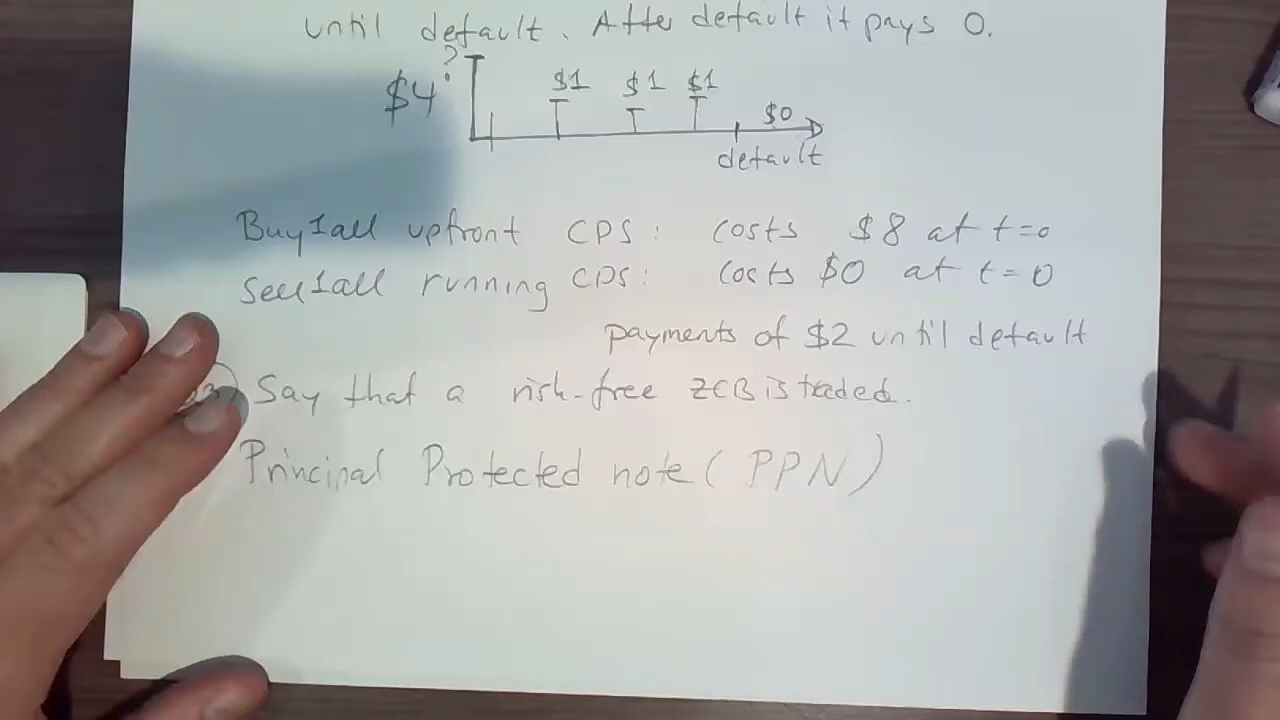 until default. After default it pays 0.
$4 ?
$1 $1 $1
$0
default
Buy 1 all upfront CPS: costs $8 at t=0
Sell 1 all running CDS: costs $0 at t=0
payments of $2 until default
Say that a risk-free ZCB is traded.
Principal Protected note (PPN)